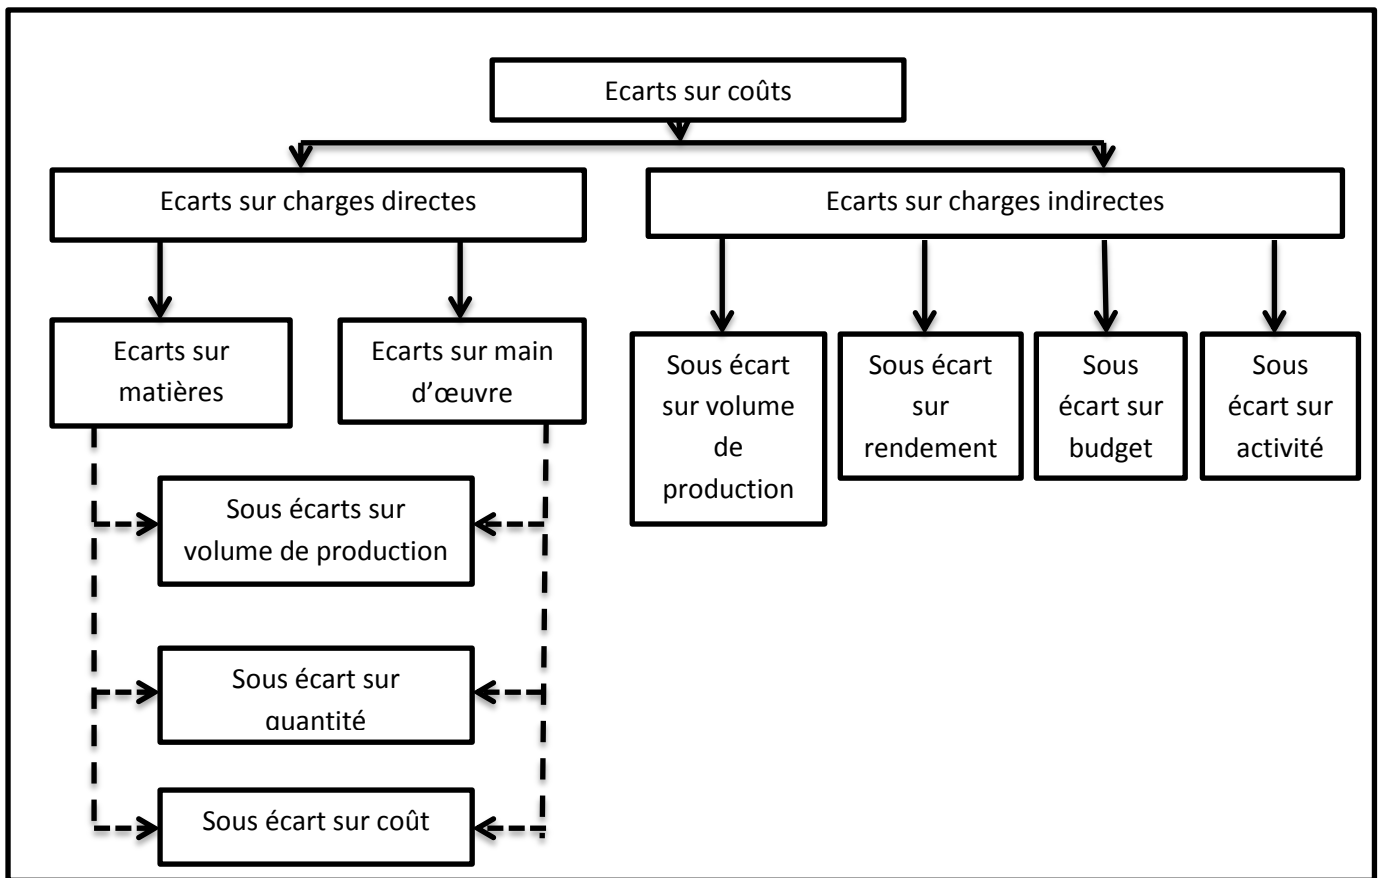 Ecarts sur coûts
Ecarts sur charges directes
Ecarts sur charges indirectes
Ecarts sur
matières
Ecarts sur main
d’œuvre
Sous écart
sur volume
de
production
Sous écart
sur
rendement
Sous
écart sur
budget
Sous
écart sur
activité
Sous écarts sur
volume de production
Sous écart sur
quantité
Sous écart sur coût